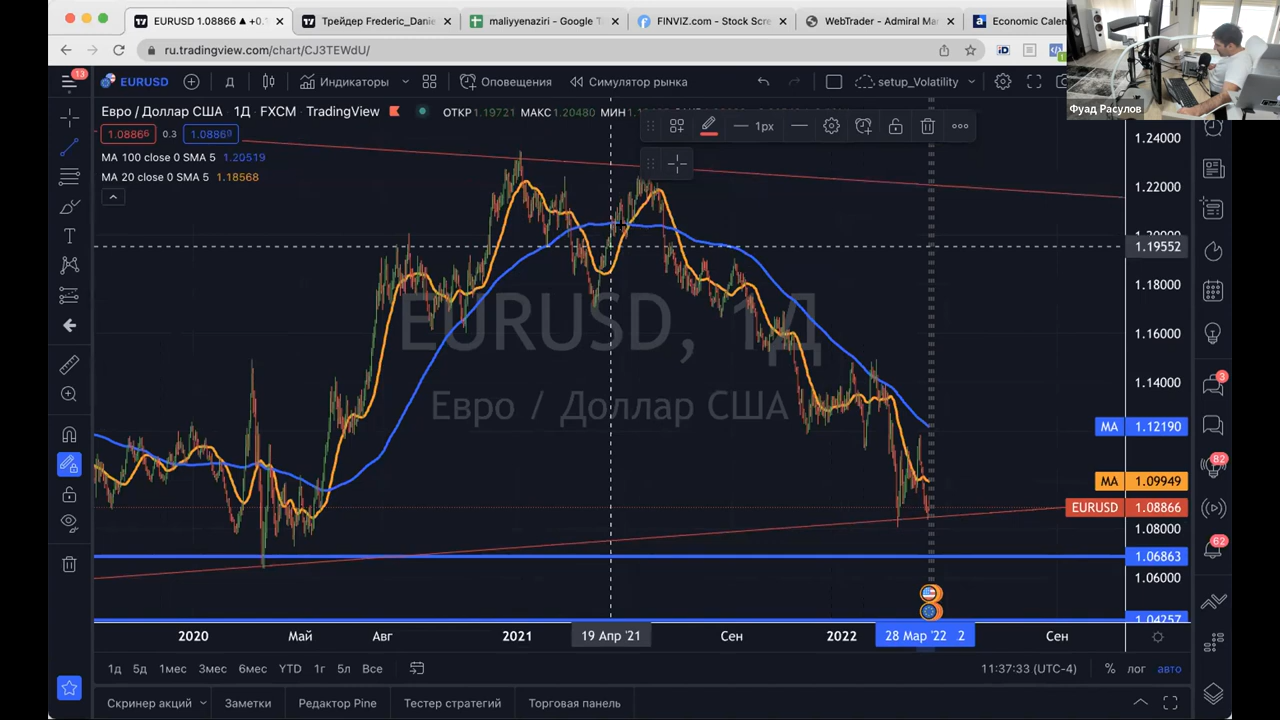 EURUSD 1.08866 ▲ +0.
Трейдер Frederic_Danie
maliyyenaziri - Google T
FINVIZ.com - Stock Scre
WebTrader - Admiral Ma
Economic Calen
ru.tradingview.com/chart/CJ3TEWdU/
Фуад Расулов
13
EURUSD
Д
Индикаторы
Оповещения
Симулятор рынка
setup_Volatility
Евро / Доллар США • 1Д • FXCM • TradingView
ОТКР 1.19721 МАКС 1.20480 МИН
1.08866 0.3 1.08869
MA 100 close 0 SMA 5 1.20519
MA 20 close 0 SMA 5 1.18568
1px
EURUSD, 1Д
Евро / Доллар США
1.24000
1.22000
1.20000
1.19552
1.18000
1.16000
1.14000
MA 1.12190
MA 1.09949
EURUSD 1.08866
1.08000
1.06863
1.06000
1.04257
3
82
62
2020 Май Авг 2021 19 Апр '21 Сен 2022 28 Мар '22 2 Сен
1д 5д 1мес 3мес 6мес YTD 1г 5л Все
11:37:33 (UTC-4) % лог авто
Скринер акций Заметки Редактор Pine Тестер стратегий Торговая панель